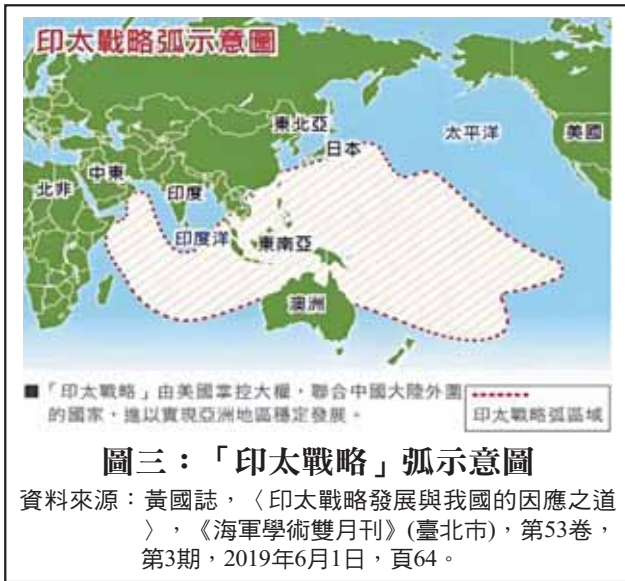 印太戰略弧示意圖
東北亞
太平洋
美國
日本
北非
中東
印度
印度洋
東南亞
澳洲
■「印太戰略」由美國掌控大權，聯合中國大陸外圍
的國家，進以實現亞洲地區穩定發展。
印太戰略弧區域
圖三：「印太戰略」弧示意圖
資料來源：黃國誌，〈印太戰略發展與我國的因應之道
〉，《海軍學術雙月刊》(臺北市)，第53卷，
第3期，2019年6月1日，頁64。